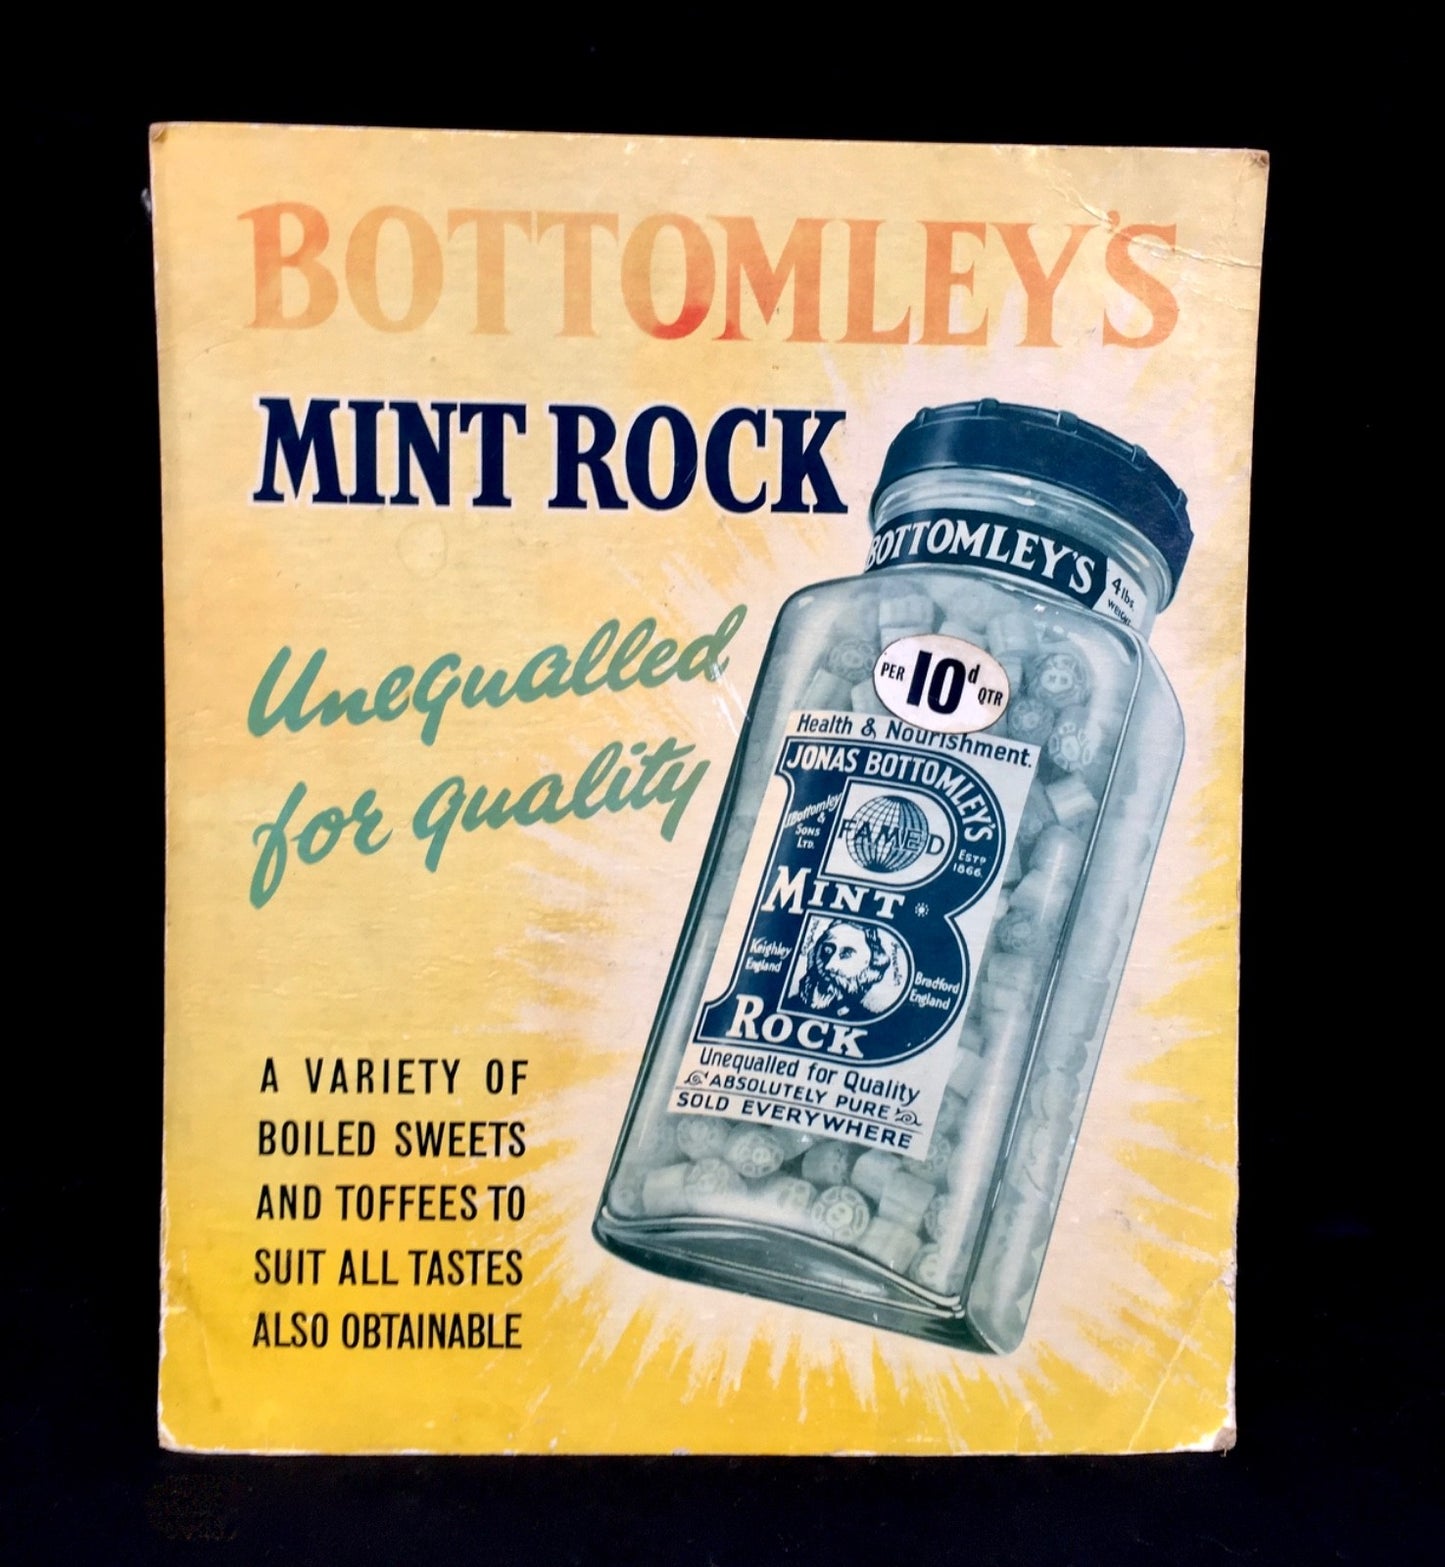 BOTTOMLEY'S
MINT ROCK
Unequalled
for quality
A VARIETY OF
BOILED SWEETS
AND TOFFEES TO
SUIT ALL TASTES
ALSO OBTAINABLE
BOTTOMLEY'S
4 lbs.
WEIGHT
PER 10d QTR
Health & Nourishment.
JONAS BOTTOMLEY'S
J. Bottomley
& SONS
LTD.
FAMED
ESTD
1866.
MINT
Keighley
England
Bradford
England
ROCK
Unequalled for Quality
ABSOLUTELY PURE
SOLD EVERYWHERE